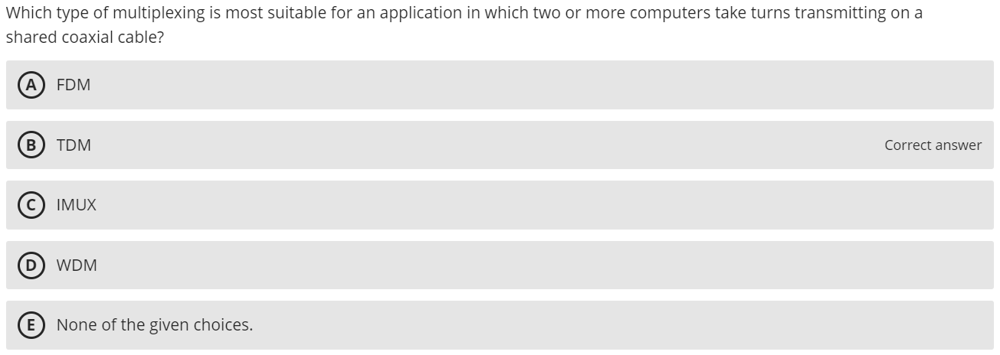 Which type of multiplexing is most suitable for an application in which two or more computers take turns transmitting on a
shared coaxial cable?
A FDM
B TDM Correct answer
C IMUX
D WDM
E None of the given choices.